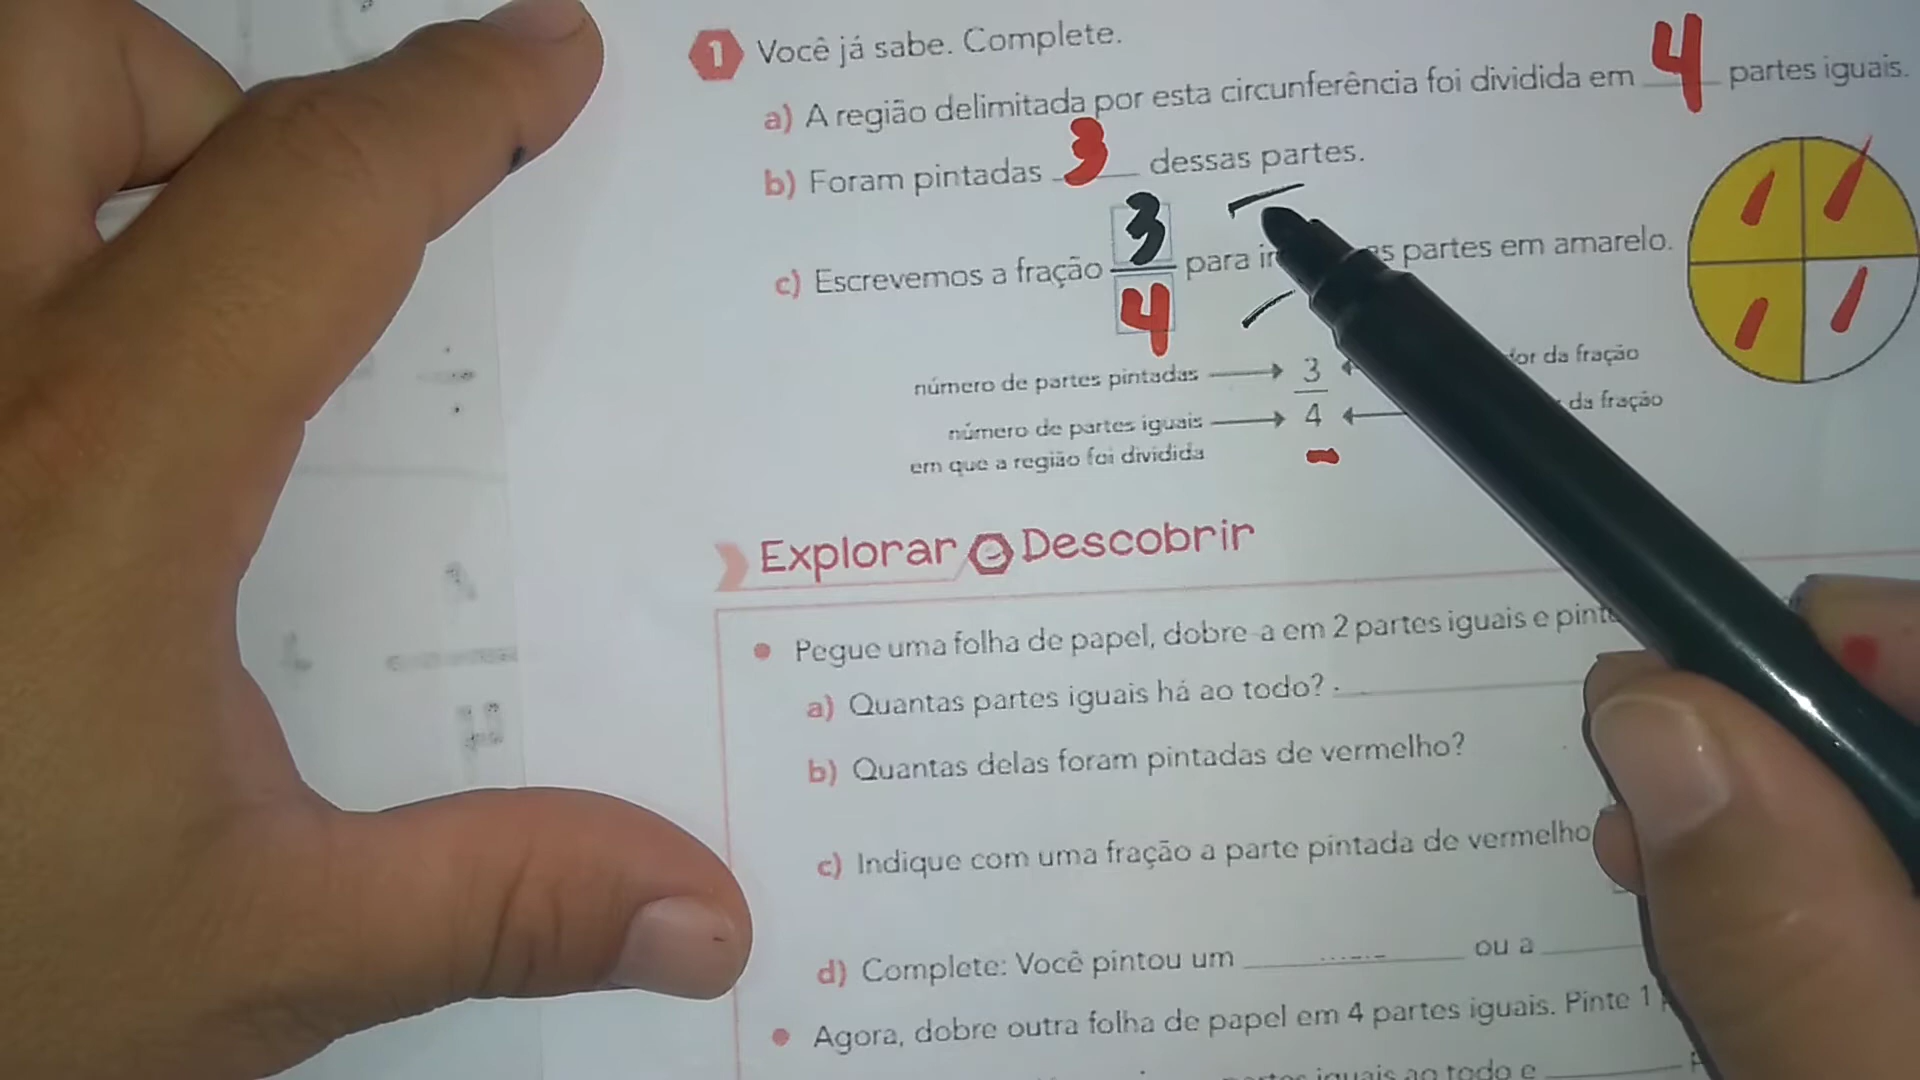 1 Você já sabe. Complete.
a) A região delimitada por esta circunferência foi dividida em 4 partes iguais.
b) Foram pintadas 3 dessas partes.
c) Escrevemos a fração 3/4 para as partes em amarelo.
número de partes pintadas → 3 ← da fração
número de partes iguais → 4 ← da fração
em que a região foi dividida
Explorar e Descobrir
• Pegue uma folha de papel, dobre-a em 2 partes iguais e
a) Quantas partes iguais há ao todo?
b) Quantas delas foram pintadas de vermelho?
c) Indique com uma fração a parte pintada de vermelho
d) Complete: Você pintou um ou a
• Agora, dobre outra folha de papel em 4 partes iguais. Pinte 1
iguais ao todo e